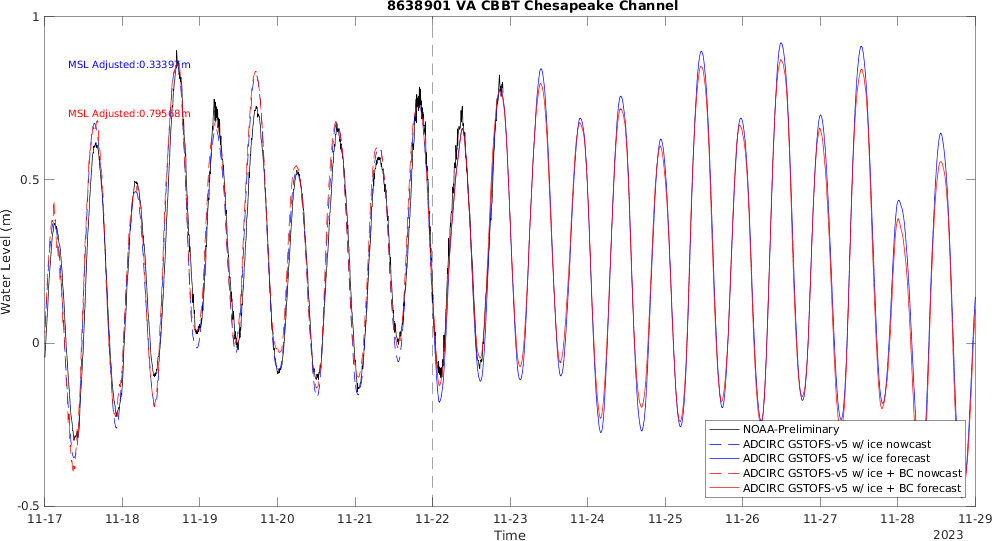 8638901 VA CBBT Chesapeake Channel
1
MSL Adjusted:0.33397m
MSL Adjusted:0.79568m
0.5
Water Level (m)
0
-0.5
NOAA-Preliminary
ADCIRC GSTOFS-v5 w/ ice nowcast
ADCIRC GSTOFS-v5 w/ ice forecast
ADCIRC GSTOFS-v5 w/ ice + BC nowcast
ADCIRC GSTOFS-v5 w/ ice + BC forecast
11-17 11-18 11-19 11-20 11-21 11-22 11-23 11-24 11-25 11-26 11-27 11-28 11-29
Time
2023